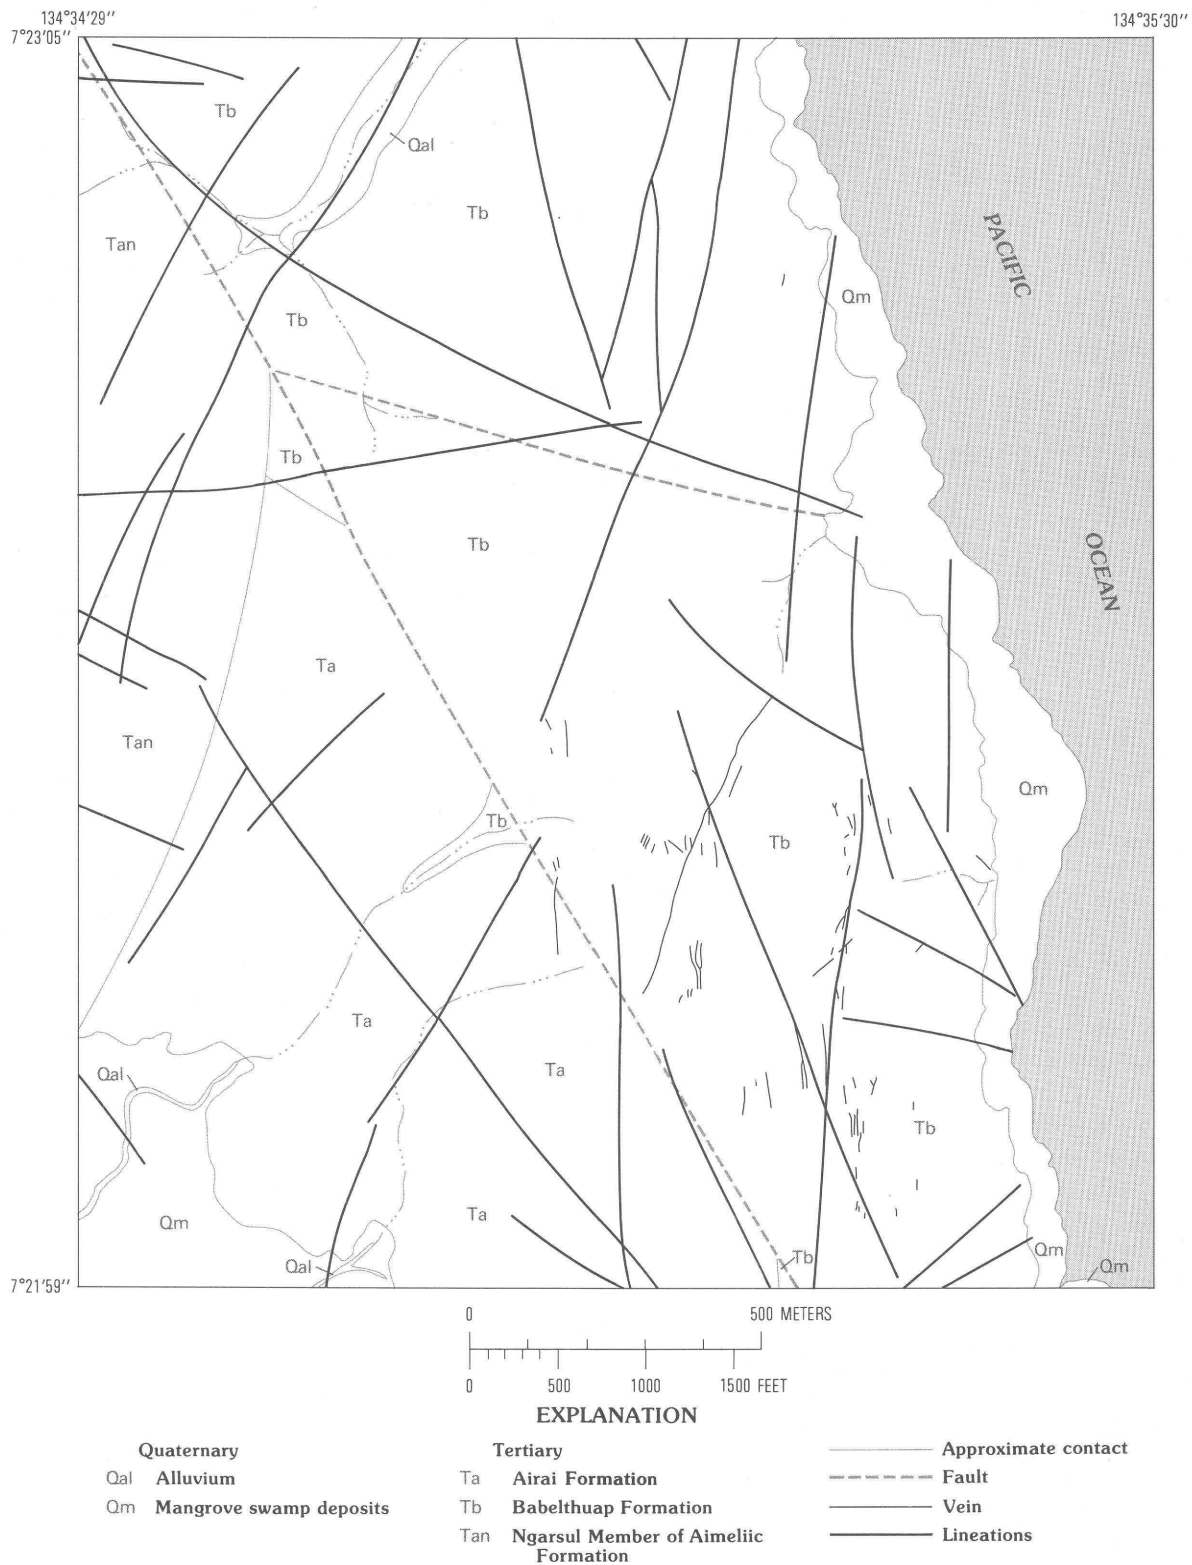 134°34′29″
134°35′30″
7°23′05″
Tb
Qal
Tb
Tan
PACIFIC
Qm
Tb
Tb
Tb
OCEAN
Ta
Tan
Qm
Tb
Tb
Ta
Ta
Qal
Tb
Ta
Qm
Tb
Qm
Qal
Qm
7°21′59″
0 500 METERS
0 500 1000 1500 FEET
EXPLANATION
Quaternary
Qal Alluvium
Qm Mangrove swamp deposits
Tertiary
Ta Airai Formation
Tb Babelthuap Formation
Tan Ngarsul Member of Aimeliic
Formation
Approximate contact
Fault
Vein
Lineations